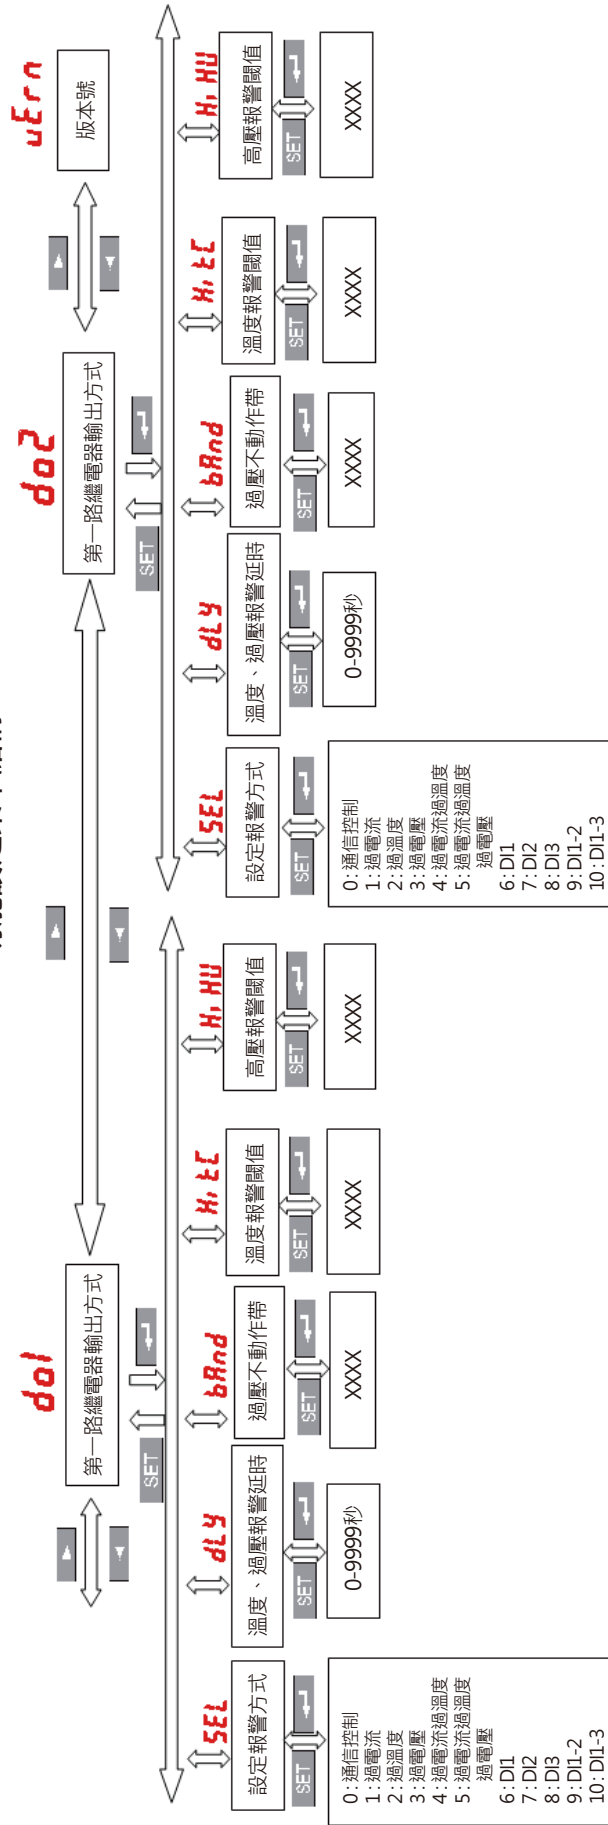 do1
第一路繼電器輸出方式
SET
SEL
設定報警方式
SET
0:通信控制
1:過電流
2:過溫度
3:過電壓
4:過電流過溫度
5:過電流過溫度
過電壓
6:DI1
7:DI2
8:DI3
9:DI1-2
10:DI1-3
dLY
溫度、過壓報警延時
SET
0-9999秒
bAnd
過壓不動作帶
SET
XXXX
Hi tC
溫度報警閾值
SET
XXXX
Hi HU
高壓報警閾值
SET
XXXX
do2
第一路繼電器輸出方式
SET
SEL
設定報警方式
SET
0:通信控制
1:過電流
2:過溫度
3:過電壓
4:過電流過溫度
5:過電流過溫度
過電壓
6:DI1
7:DI2
8:DI3
9:DI1-2
10:DI1-3
dLY
溫度、過壓報警延時
SET
0-9999秒
bAnd
過壓不動作帶
SET
XXXX
Hi tC
溫度報警閾值
SET
XXXX
Hi HU
高壓報警閾值
SET
XXXX
uErn
版本號